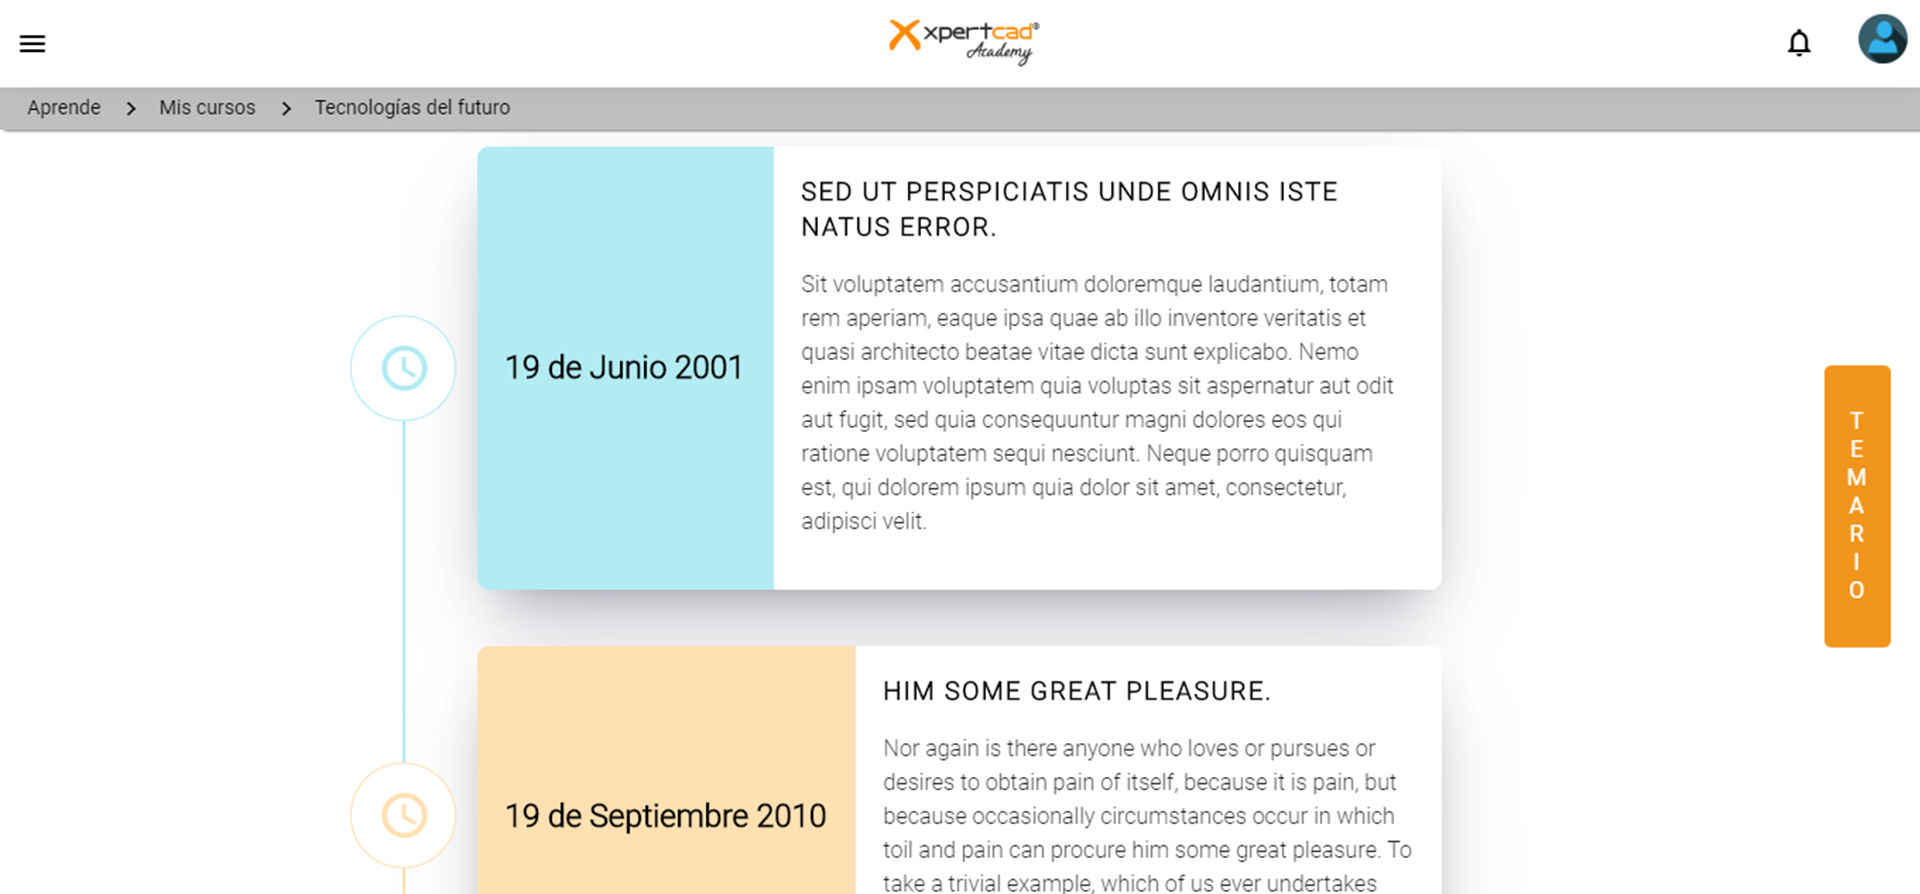 xpertcad®
Academy
Aprende > Mis cursos > Tecnologías del futuro
19 de Junio 2001
SED UT PERSPICIATIS UNDE OMNIS ISTE
NATUS ERROR.
Sit voluptatem accusantium doloremque laudantium, totam
rem aperiam, eaque ipsa quae ab illo inventore veritatis et
quasi architecto beatae vitae dicta sunt explicabo. Nemo
enim ipsam voluptatem quia voluptas sit aspernatur aut odit
aut fugit, sed quia consequuntur magni dolores eos qui
ratione voluptatem sequi nesciunt. Neque porro quisquam
est, qui dolorem ipsum quia dolor sit amet, consectetur,
adipisci velit.
TEMARIO
19 de Septiembre 2010
HIM SOME GREAT PLEASURE.
Nor again is there anyone who loves or pursues or
desires to obtain pain of itself, because it is pain, but
because occasionally circumstances occur in which
toil and pain can procure him some great pleasure. To
take a trivial example, which of us ever undertakes